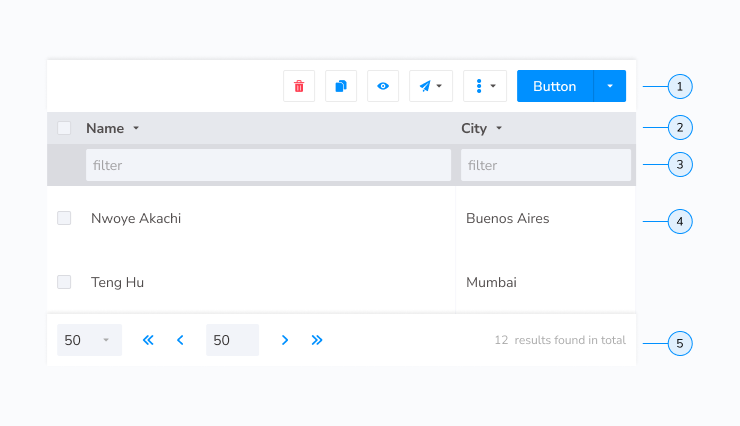 Button 1
Name City 2
filter filter 3
Nwoye Akachi Buenos Aires 4
Teng Hu Mumbai
50 50 12 results found in total 5